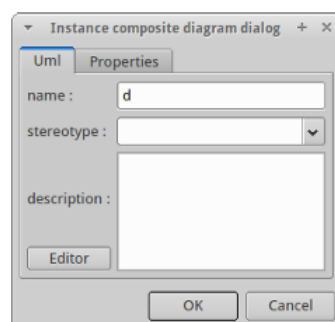 Instance composite diagram dialog
Uml Properties
name : d
stereotype :
description :
Editor
OK Cancel